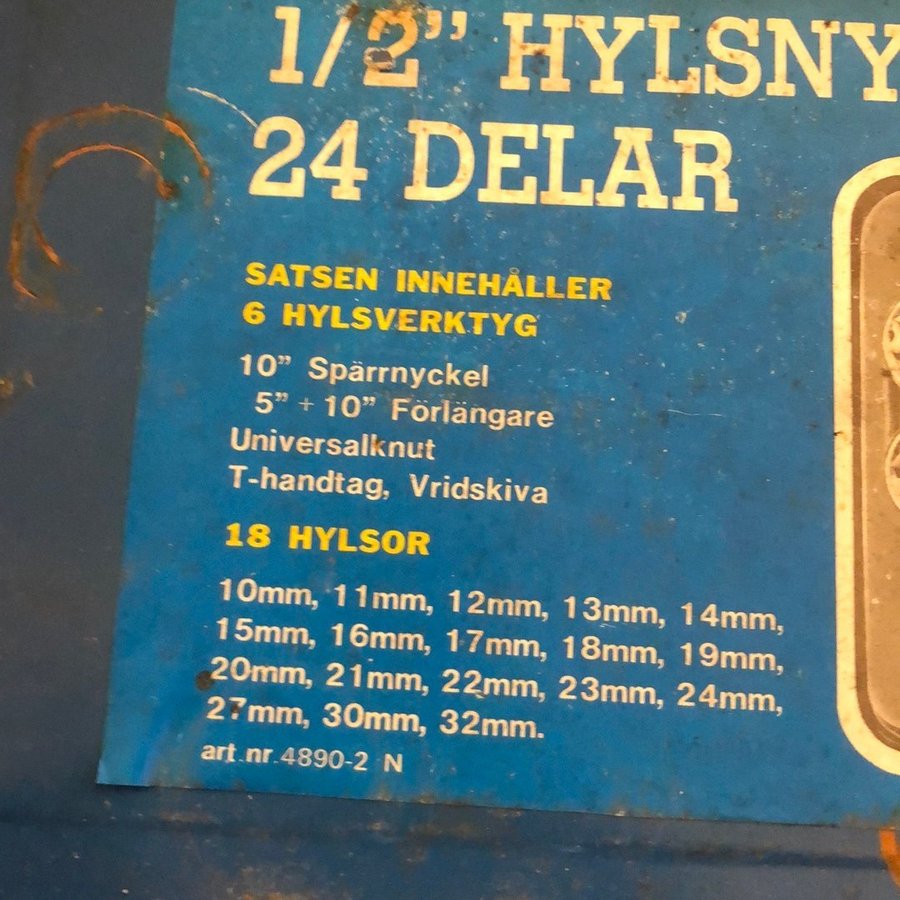 1/2” HYLSNY
24 DELAR
SATSEN INNEHÅLLER
6 HYLSVERKTYG
10” Spärrnyckel
5” + 10” Förlängare
Universalknut
T-handtag, Vridskiva
18 HYLSOR
10mm, 11mm, 12mm, 13mm, 14mm,
15mm, 16mm, 17mm, 18mm, 19mm,
20mm, 21mm, 22mm, 23mm, 24mm,
27mm, 30mm, 32mm.
art.nr.4890-2 N